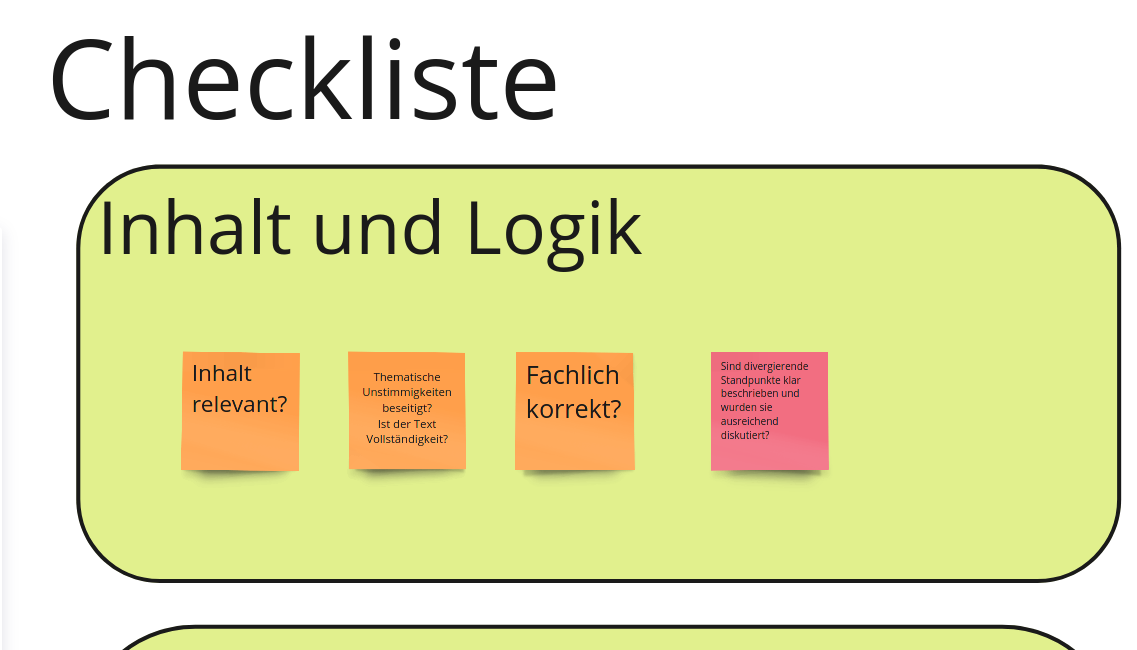 Checkliste
Inhalt und Logik
Inhalt
relevant?
Thematische
Unstimmigkeiten
beseitigt?
Ist der Text
Vollständigkeit?
Fachlich
korrekt?
Sind divergierende
Standpunkte klar
beschrieben und
wurden sie
ausreichend
diskutiert?